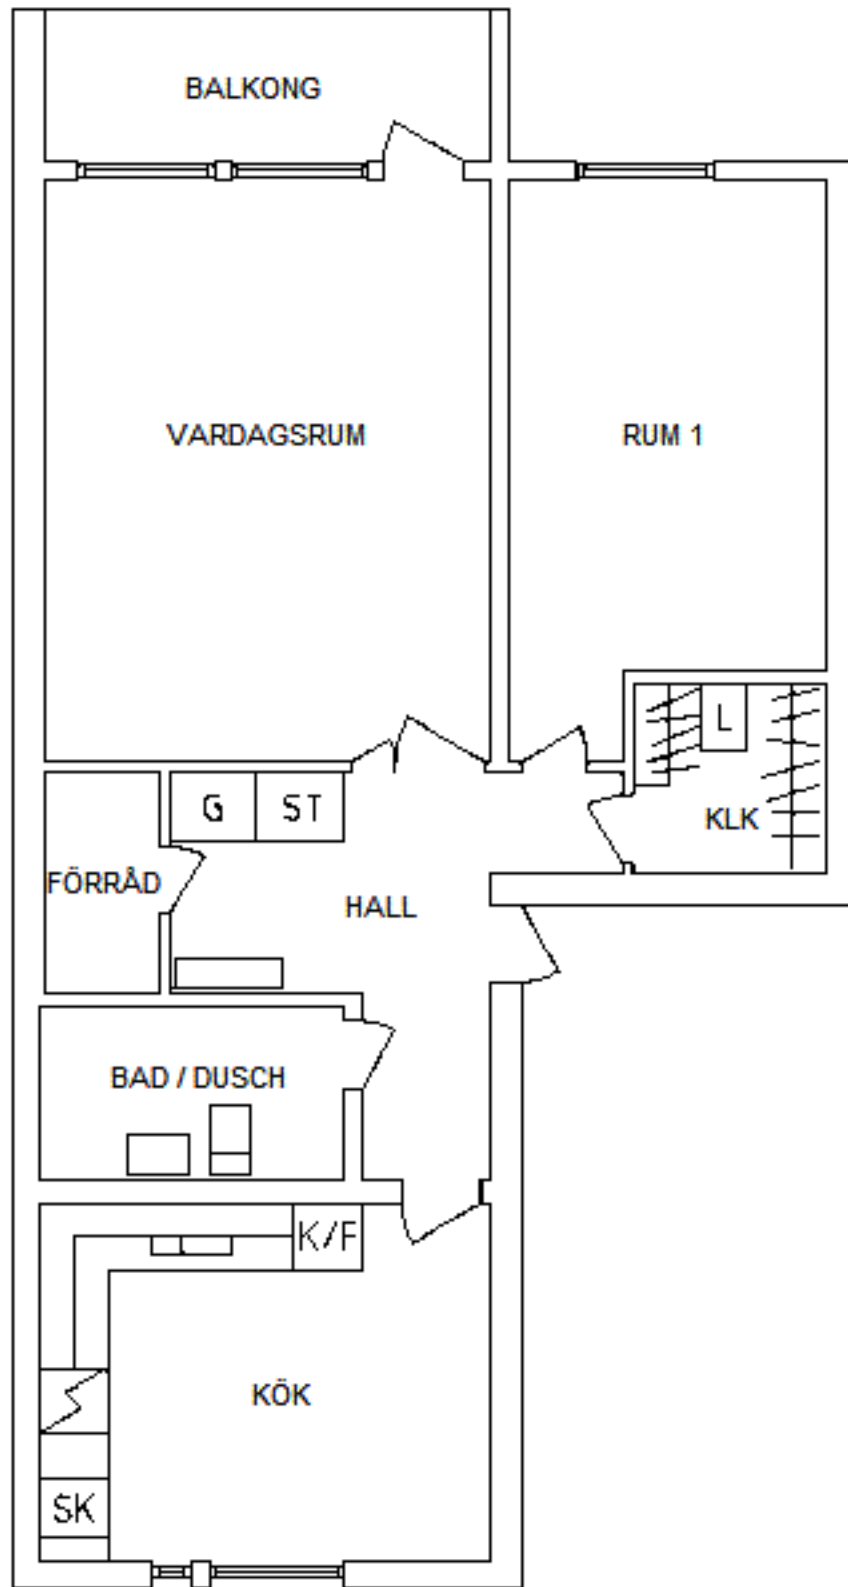 BALKONG
VARDAGSRUM
RUM 1
L
G
ST
KLK
FÖRRÅD
HALL
BAD / DUSCH
K/F
KÖK
SK